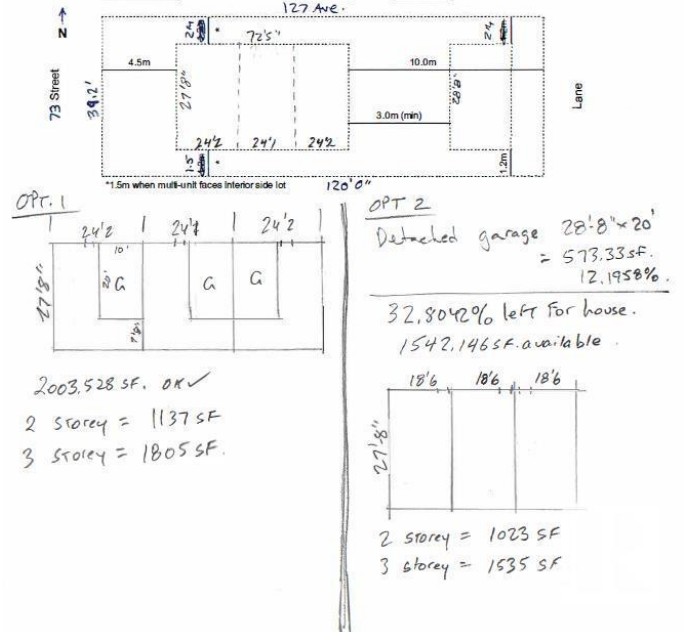 127 Ave.
N
73 Street
39.2'
4.5m
72'5"
10.0m
27'8"
28'8"
3.0m (min)
Lane
24'2 24'1 24'2
1.5
1.2m
*1.5m when multi-unit faces interior side lot
120'0"
OPT. 1
24'2 24'1 24'2
10'
20'
G G G
27'8"
7'8"
2003.528 SF. OK ✓
2 storey = 1137 SF
3 storey = 1805 SF.
OPT 2
Detached garage 28'-8" x 20'
= 573.33 sf.
12.1958%.
32.8042% left for house.
1542.146 SF. available.
18'6 18'6 18'6
27'-8"
2 storey = 1023 SF
3 storey = 1535 SF